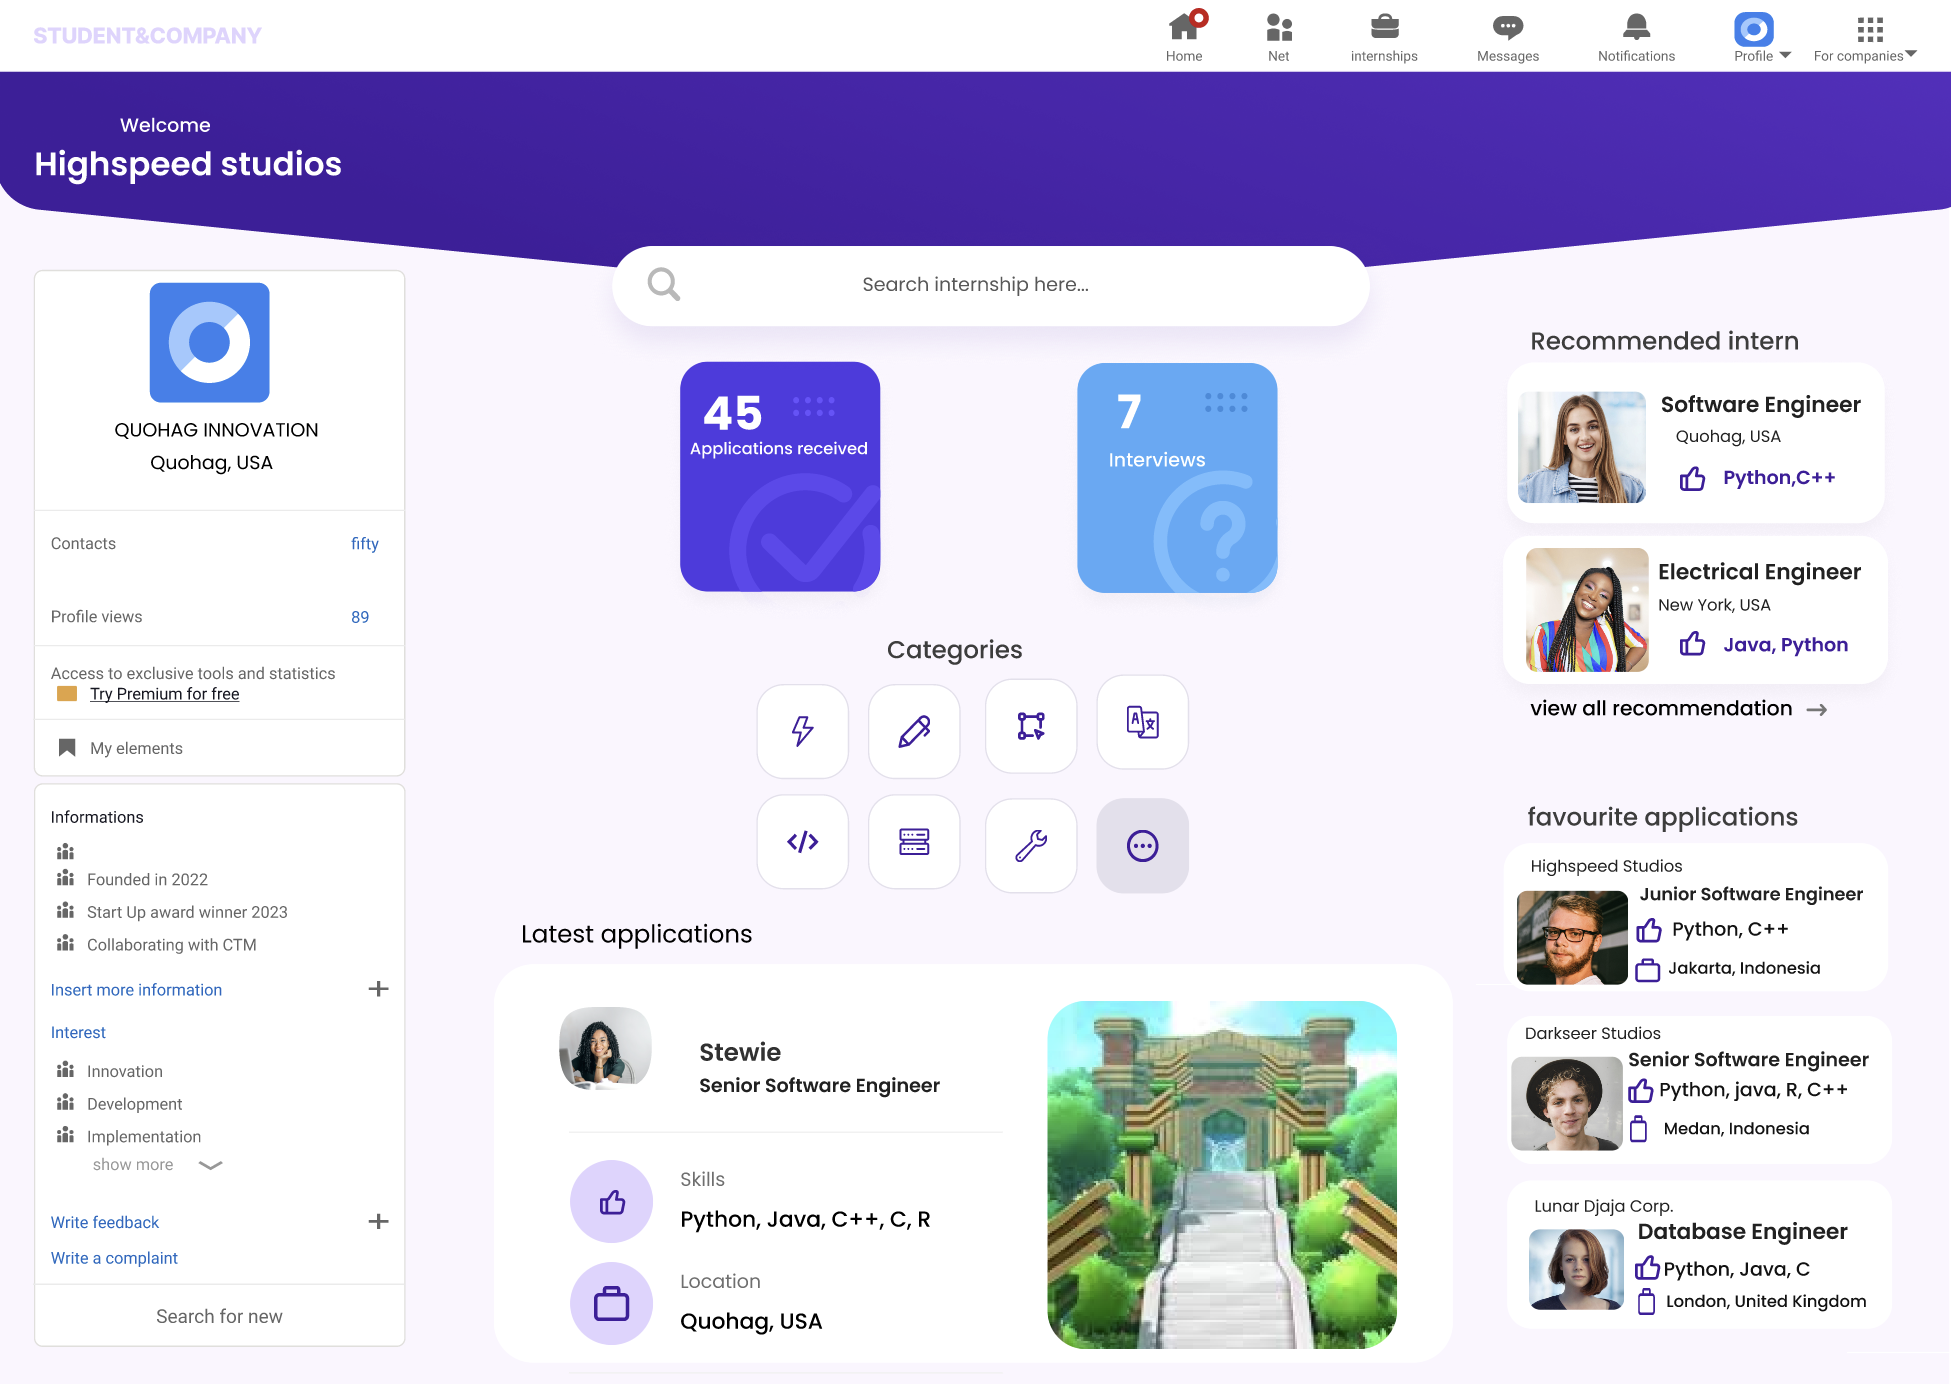 STUDENT&COMPANY
Home
Net
internships
Messages
Notifications
Profile
For companies
Welcome
Highspeed studios
Search internship here...
QUOHAG INNOVATION
Quohag, USA
Contacts
fifty
Profile views
89
Access to exclusive tools and statistics
Try Premium for free
My elements
Informations
Founded in 2022
Start Up award winner 2023
Collaborating with CTM
Insert more information
Interest
Innovation
Development
Implementation
show more
Write feedback
Write a complaint
Search for new
45
Applications received
7
Interviews
Categories
Latest applications
Stewie
Senior Software Engineer
Skills
Python, Java, C++, C, R
Location
Quohag, USA
Recommended intern
Software Engineer
Quohag, USA
Python,C++
Electrical Engineer
New York, USA
Java, Python
view all recommendation
favourite applications
Highspeed Studios
Junior Software Engineer
Python, C++
Jakarta, Indonesia
Darkseer Studios
Senior Software Engineer
Python, java, R, C++
Medan, Indonesia
Lunar Djaja Corp.
Database Engineer
Python, Java, C
London, United Kingdom